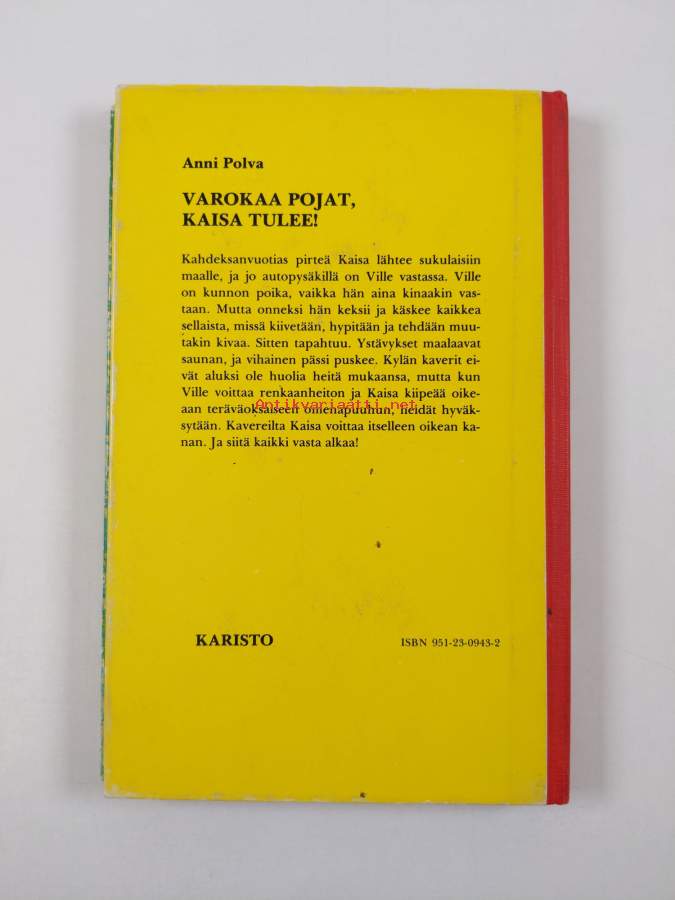 Anni Polva
VAROKAA POJAT,
KAISA TULEE!
Kahdeksanvuotias pirteä Kaisa lähtee sukulaisiin
maalle, ja jo autopysäkillä on Ville vastassa. Ville
on kunnon poika, vaikka hän aina kinaakin vas-
taan. Mutta onneksi hän keksii ja käskee kaikkea
sellaista, missä kiivetään, hypitään ja tehdään muu-
takin kivaa. Sitten tapahtuu. Ystävykset maalaavat
saunan, ja vihainen pässi puskee. Kylän kaverit ei-
vät aluksi ole huolia heitä mukaansa, mutta kun
Ville voittaa renkaanheiton ja Kaisa kiipeää oike-
aan teräväoksaiseen omenapuuhun, heidät hyväk-
Antikvariaatti.net
sytään. Kavereilta Kaisa voittaa itselleen oikean ka-
nan. Ja siitä kaikki vasta alkaa!
KARISTO
ISBN 951-23-0943-2